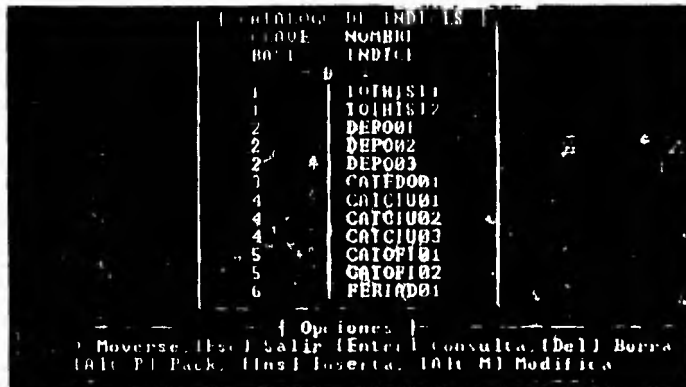 CATALOGO DE INDICES
CLAVE NOMBRE
BASE INDICE
1 TOTHIST1
1 TOTHIST2
2 DEPO01
2 DEPO02
2 DEPO03
3 CATEDO01
4 CATCIU01
4 CATCIU02
4 CATCIU03
5 CATOFI01
5 CATOFI02
6 FERIAD01
[ Opciones ]
Moverse, [Esc] Salir [Enter] Consulta, [Del] Borra
[Alt P] Pack, [Ins] Inserta, [Alt M] Modifica